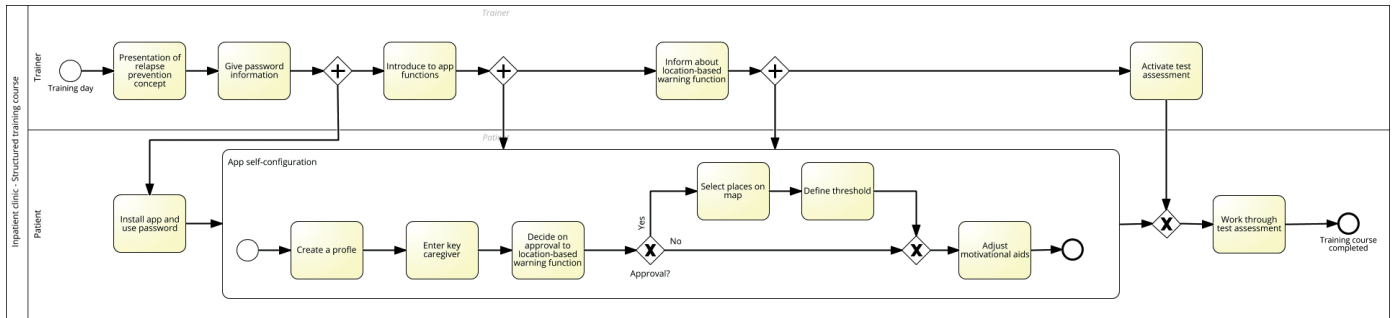 Inpatient clinic - Structured training course
Trainer
Trainer
Training day
Presentation of
relapse
prevention
concept
Give password
information
Introduce to app
functions
Inform about
location-based
warning function
Activate test
assessment
Patient
Patient
Install app and
use password
App self-configuration
Create a profle
Enter key
caregiver
Decide on
approval to
location-based
warning function
Approval?
Yes
No
Select places on
map
Define threshold
Adjust
motivational aids
Work through
test assessment
Training course
completed